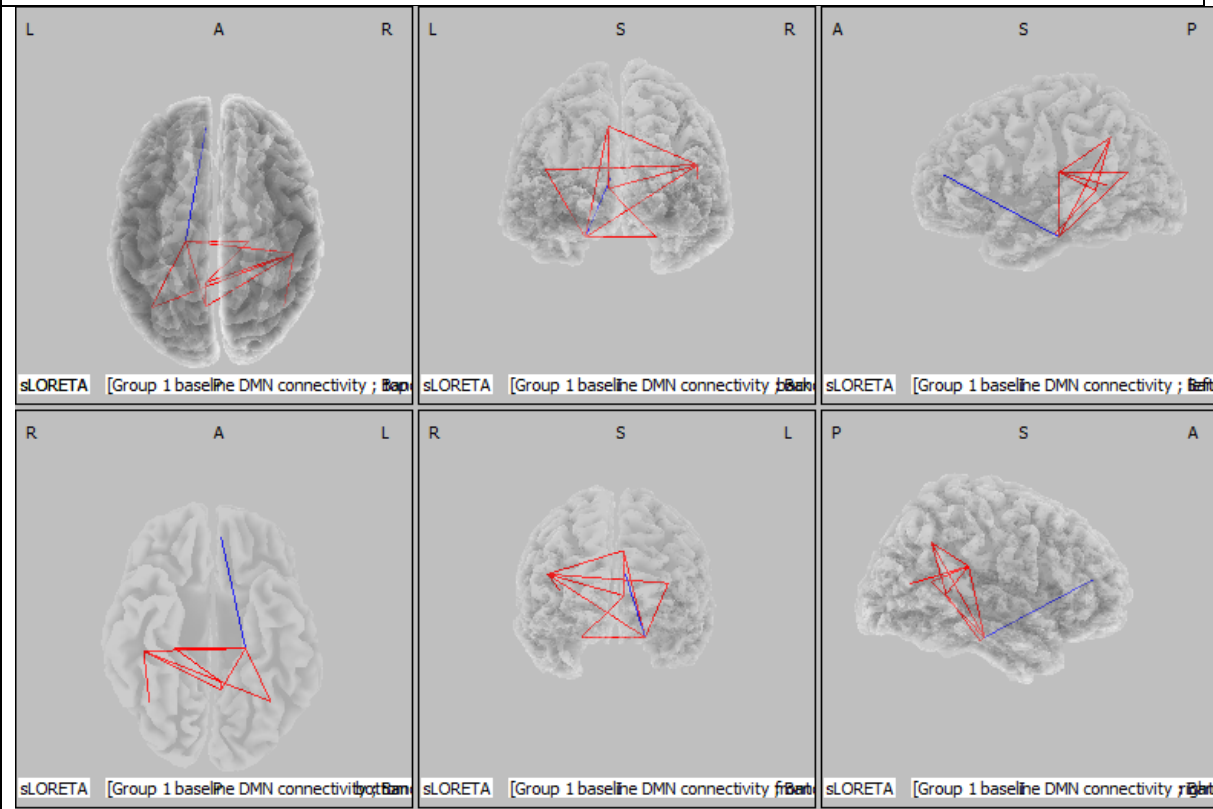 L A R
L S R
A S P
sLORETA [Group 1 baseline DMN connectivity ;
sLORETA [Group 1 baseline DMN connectivity ;
sLORETA [Group 1 baseline DMN connectivity ;
R A L
R S L
P S A
sLORETA [Group 1 baseline DMN connectivity ;
sLORETA [Group 1 baseline DMN connectivity ;
sLORETA [Group 1 baseline DMN connectivity ;